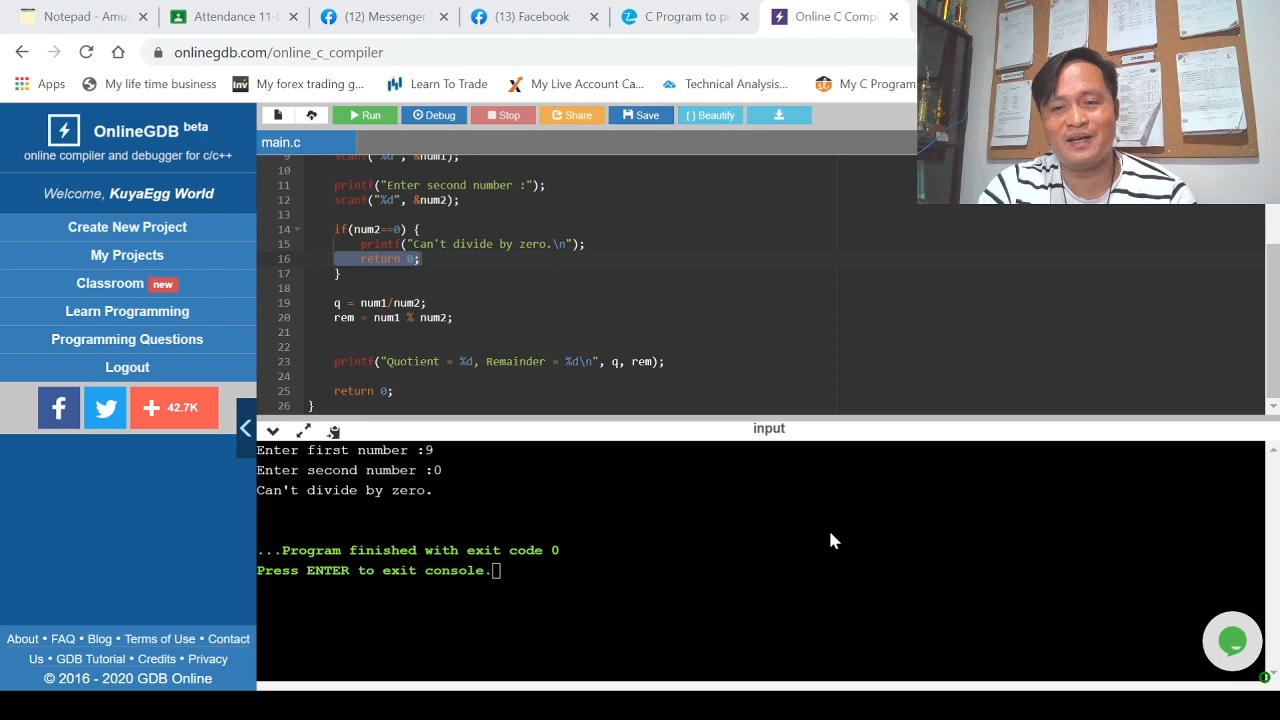 Notepad - Amus
Attendance 11-
(12) Messenger
(13) Facebook
C Program to pr
Online C Compi
onlinegdb.com/online_c_compiler
Apps
My life time business
My forex trading g...
Learn To Trade
My Live Account Ca...
Technical Analysis...
My C Program
OnlineGDB beta
online compiler and debugger for c/c++
Welcome, KuyaEgg World
Create New Project
My Projects
Classroom new
Learn Programming
Programming Questions
Logout
f
+ 42.7K
About • FAQ • Blog • Terms of Use • Contact
Us • GDB Tutorial • Credits • Privacy
© 2016 - 2020 GDB Online
Run
Debug
Stop
Share
Save
{ } Beautify
main.c
9 scanf("%d", &num1);
10
11 printf("Enter second number :");
12 scanf("%d", &num2);
13
14 if(num2==0) {
15 printf("Can't divide by zero.\n");
16 return 0;
17 }
18
19 q = num1/num2;
20 rem = num1 % num2;
21
22
23 printf("Quotient = %d, Remainder = %d\n", q, rem);
24
25 return 0;
26 }
input
Enter first number :9
Enter second number :0
Can't divide by zero.
...Program finished with exit code 0
Press ENTER to exit console.